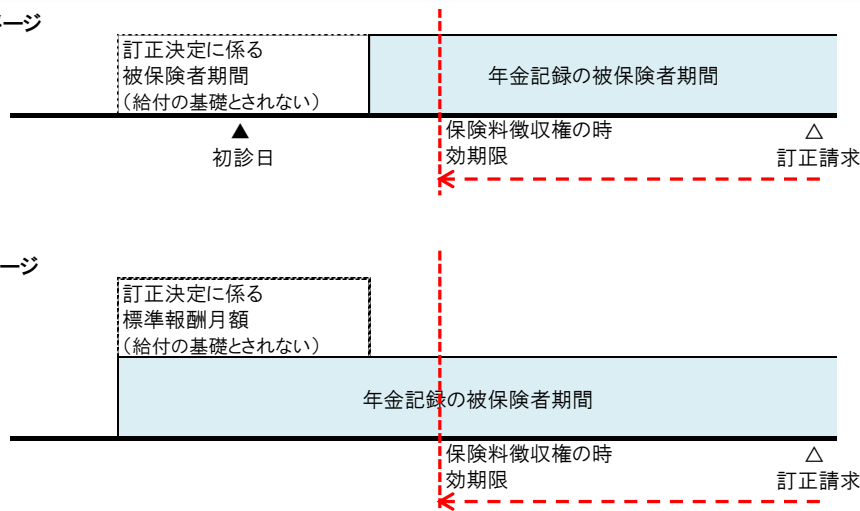 ージ
訂正決定に係る
被保険者期間
（給付の基礎とされない）
年金記録の被保険者期間
▲
初診日
保険料徴収権の時
効期限
△
訂正請求
ージ
訂正決定に係る
標準報酬月額
（給付の基礎とされない）
年金記録の被保険者期間
保険料徴収権の時
効期限
△
訂正請求